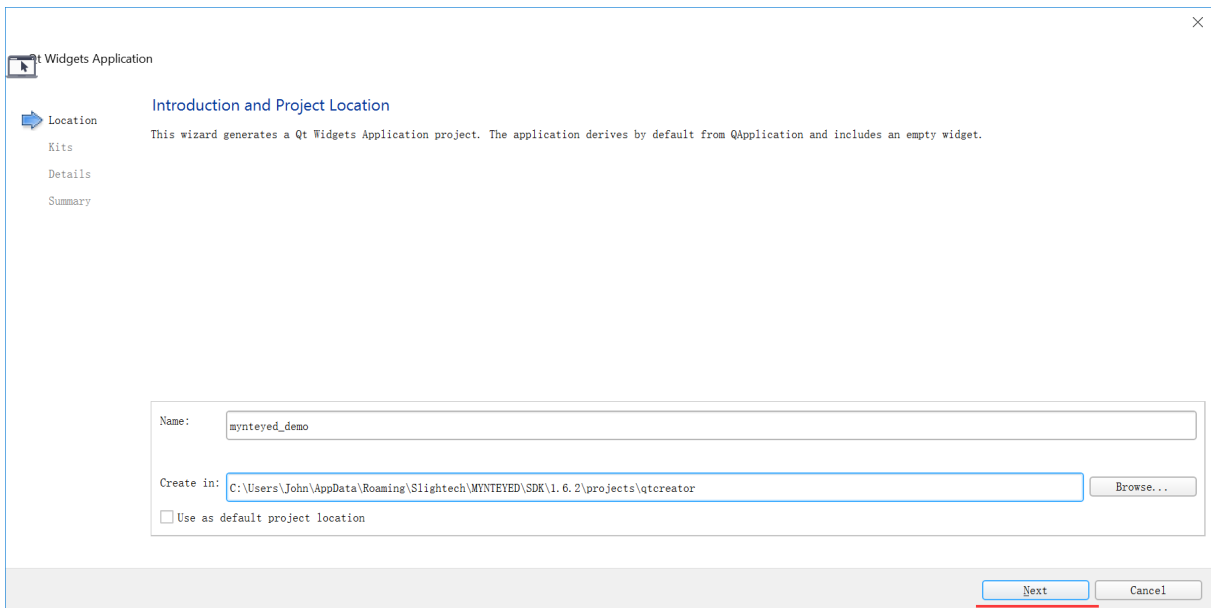 Qt Widgets Application
Location
Kits
Details
Summary
Introduction and Project Location
This wizard generates a Qt Widgets Application project. The application derives by default from QApplication and includes an empty widget.
Name: mynteyed_demo
Create in: C:\Users\John\AppData\Roaming\Slightech\MYNTEYED\SDK\1.6.2\projects\qtcreator Browse...
Use as default project location
Next Cancel